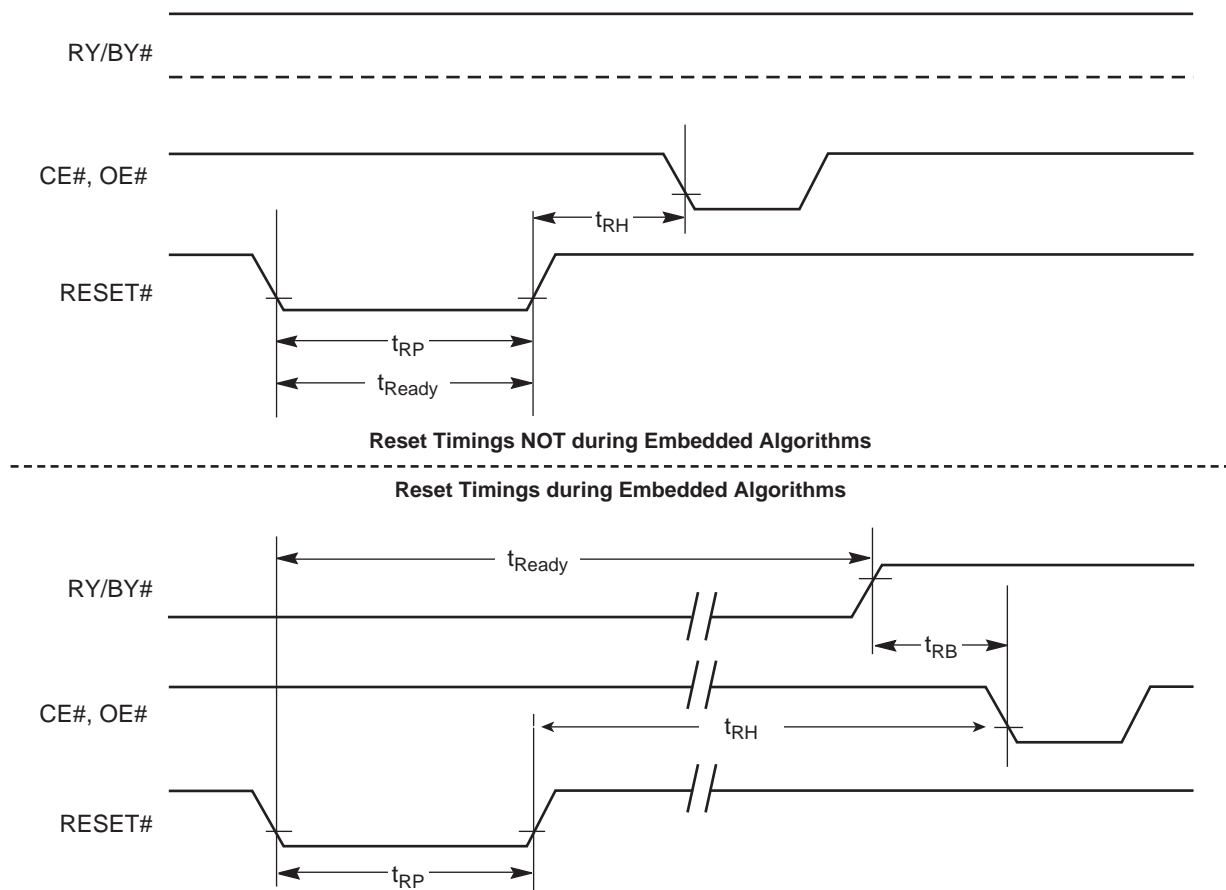 RY/BY#
CE#, OE#
tRH
RESET#
tRP
tReady
Reset Timings NOT during Embedded Algorithms
Reset Timings during Embedded Algorithms
tReady
RY/BY#
tRB
CE#, OE#
tRH
RESET#
tRP